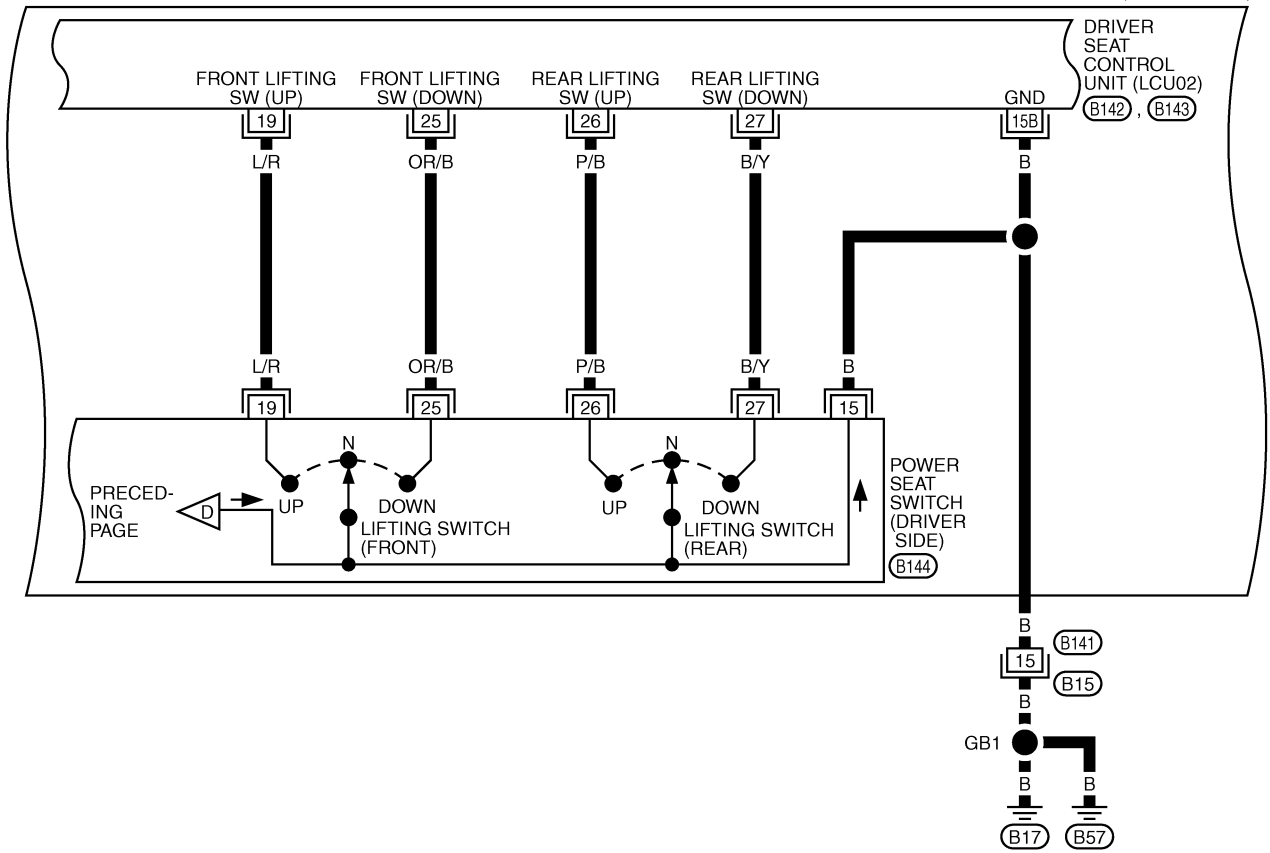 DRIVER
SEAT
CONTROL
UNIT (LCU02)
B142 , B143
FRONT LIFTING
SW (UP)
FRONT LIFTING
SW (DOWN)
REAR LIFTING
SW (UP)
REAR LIFTING
SW (DOWN)
GND
19
25
26
27
15B
L/R
OR/B
P/B
B/Y
B
L/R
OR/B
P/B
B/Y
B
19
25
26
27
15
N
N
UP
DOWN
UP
DOWN
LIFTING SWITCH
(FRONT)
LIFTING SWITCH
(REAR)
PRECED-
ING
PAGE
D
POWER
SEAT
SWITCH
(DRIVER
SIDE)
B144
B
B141
15
B15
B
GB1
B
B
B17
B57